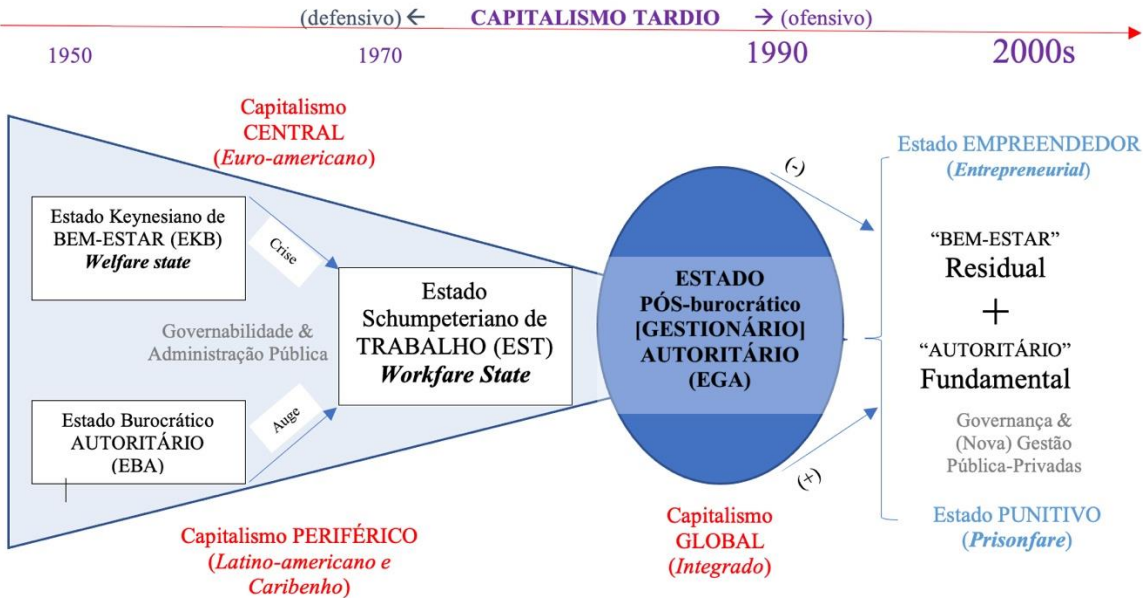 (defensivo) ← CAPITALISMO TARDIO → (ofensivo)
1950 1970 1990 2000s
Capitalismo
CENTRAL
(Euro-americano)
Estado Keynesiano de
BEM-ESTAR (EKB)
Welfare state
Crise
Governabilidade &
Administração Pública
Estado Burocrático
AUTORITÁRIO
(EBA)
Auge
Capitalismo PERIFÉRICO
(Latino-americano e
Caribenho)
Estado
Schumpeteriano de
TRABALHO (EST)
Workfare State
ESTADO
PÓS-burocrático
[GESTIONÁRIO]
AUTORITÁRIO
(EGA)
Capitalismo
GLOBAL
(Integrado)
(-)
(+)
Estado EMPREENDEDOR
(Entrepreneurial)
“BEM-ESTAR”
Residual
+
“AUTORITÁRIO”
Fundamental
Governança &
(Nova) Gestão
Pública-Privadas
Estado PUNITIVO
(Prisonfare)